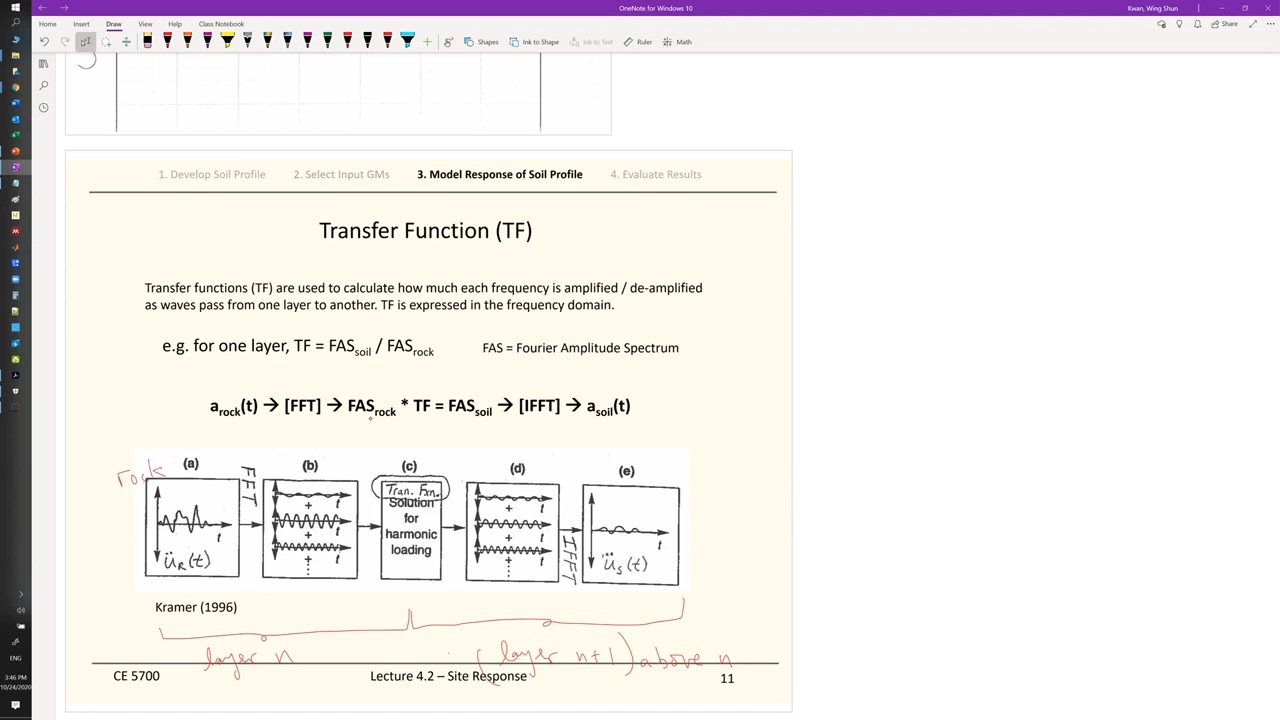 OneNote for Windows 10
Kwan, Wing Shun
Home Insert Draw View Help Class Notebook
Share
Shapes Ink to Shape Ink to Text Ruler Math
1. Develop Soil Profile 2. Select Input GMs 3. Model Response of Soil Profile 4. Evaluate Results
Transfer Function (TF)
Transfer functions (TF) are used to calculate how much each frequency is amplified / de-amplified
as waves pass from one layer to another. TF is expressed in the frequency domain.
e.g. for one layer, TF = FASsoil / FASrock FAS = Fourier Amplitude Spectrum
arock(t) → [FFT] → FASrock * TF = FASsoil → [IFFT] → asoil(t)
rock
(a) (b) (c) (d) (e)
FFT
Tran. Fxn.
Solution
for
harmonic
loading
t t t t t t t t
üR(t)
IFFT
üs(t)
Kramer (1996)
layer n
(layer n+1) above n
CE 5700 Lecture 4.2 – Site Response 11
ENG
3:46 PM
10/24/2020